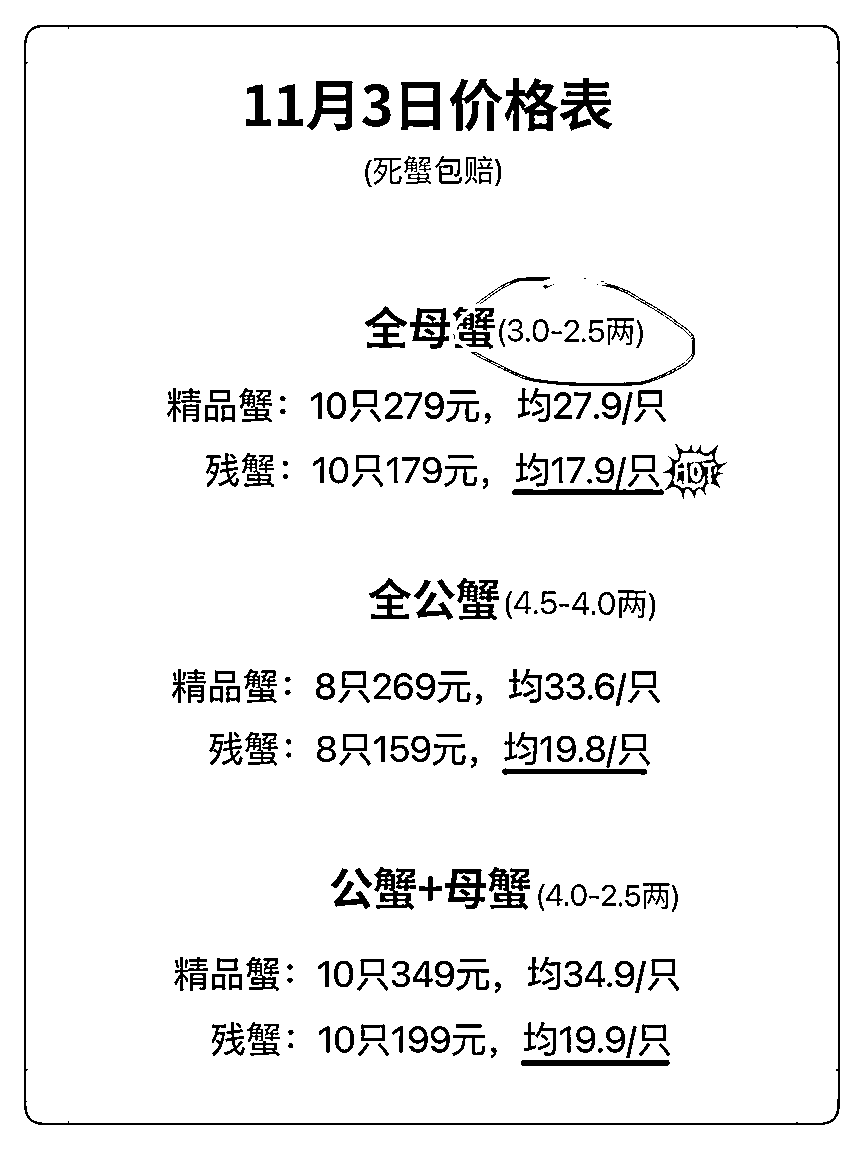 11月3日价格表
(死蟹包赔)
全母蟹(3.0-2.5两)
精品蟹：10只279元，均27.9/只
残蟹：10只179元，均17.9/只 HOT
全公蟹(4.5-4.0两)
精品蟹：8只269元，均33.6/只
残蟹：8只159元，均19.8/只
公蟹+母蟹(4.0-2.5两)
精品蟹：10只349元，均34.9/只
残蟹：10只199元，均19.9/只